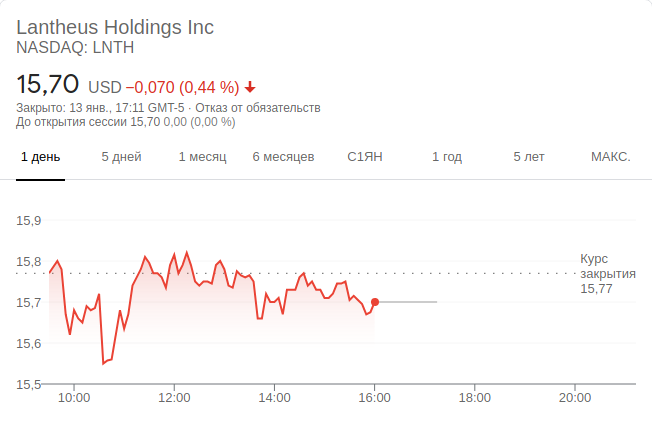 Lantheus Holdings Inc
NASDAQ: LNTH
15,70 USD −0,070 (0,44 %)
Закрыто: 13 янв., 17:11 GMT-5 · Отказ от обязательств
До открытия сессии 15,70 0,00 (0,00 %)
1 день 5 дней 1 месяц 6 месяцев С1ЯН 1 год 5 лет МАКС.
15,9
15,8
15,7
15,6
15,5
Курс
закрытия
15,77
10:00 12:00 14:00 16:00 18:00 20:00